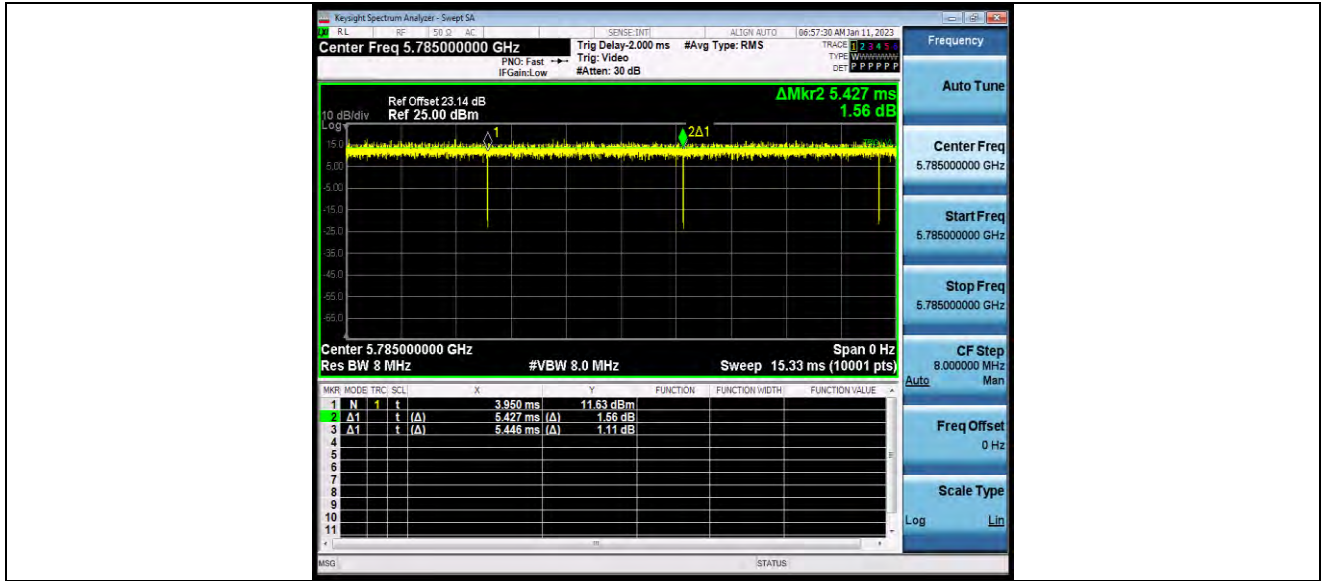 Keysight Spectrum Analyzer - Swept SA
RL RF 50 Ω AC SENSE:INT ALIGN AUTO 06:57:30 AM Jan 11, 2023
Center Freq 5.785000000 GHz
PNO: Fast
IFGain:Low
Trig Delay-2.000 ms
Trig: Video
#Atten: 30 dB
#Avg Type: RMS
TRACE 1 2 3 4 5 6
TYPE WWWWWW
DET P P P P P P
ΔMkr2 5.427 ms
1.56 dB
Ref Offset 23.14 dB
10 dB/div Ref 25.00 dBm
Log
1
2Δ1
15.0
5.00
-5.00
-15.0
-25.0
-35.0
-45.0
-55.0
-65.0
Center 5.785000000 GHz Span 0 Hz
Res BW 8 MHz #VBW 8.0 MHz Sweep 15.33 ms (10001 pts)
MKR MODE TRC SCL X Y FUNCTION FUNCTION WIDTH FUNCTION VALUE
1 N 1 t 3.950 ms 11.63 dBm
2 Δ1 t (Δ) 5.427 ms (Δ) 1.56 dB
3 Δ1 t (Δ) 5.446 ms (Δ) 1.11 dB
4
5
6
7
8
9
10
11
MSG STATUS
Frequency
Auto Tune
Center Freq
5.785000000 GHz
Start Freq
5.785000000 GHz
Stop Freq
5.785000000 GHz
CF Step
8.000000 MHz
Auto Man
Freq Offset
0 Hz
Scale Type
Log Lin